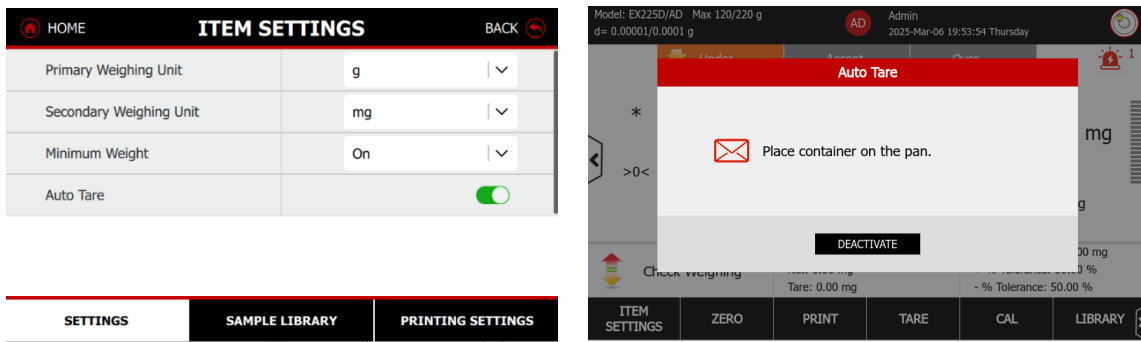 HOME
ITEM SETTINGS
BACK
Primary Weighing Unit
g
Secondary Weighing Unit
mg
Minimum Weight
On
Auto Tare
SETTINGS
SAMPLE LIBRARY
PRINTING SETTINGS
Model: EX225D/AD Max 120/220 g
d= 0.00001/0.0001 g
AD
Admin
2025-Mar-06 19:53:54 Thursday
1
Auto Tare
*
>0<
mg
Place container on the pan.
g
DEACTIVATE
Check Weighing
Tare: 0.00 mg
- % Tolerance: 50.00 %
ITEM
SETTINGS
ZERO
PRINT
TARE
CAL
LIBRARY